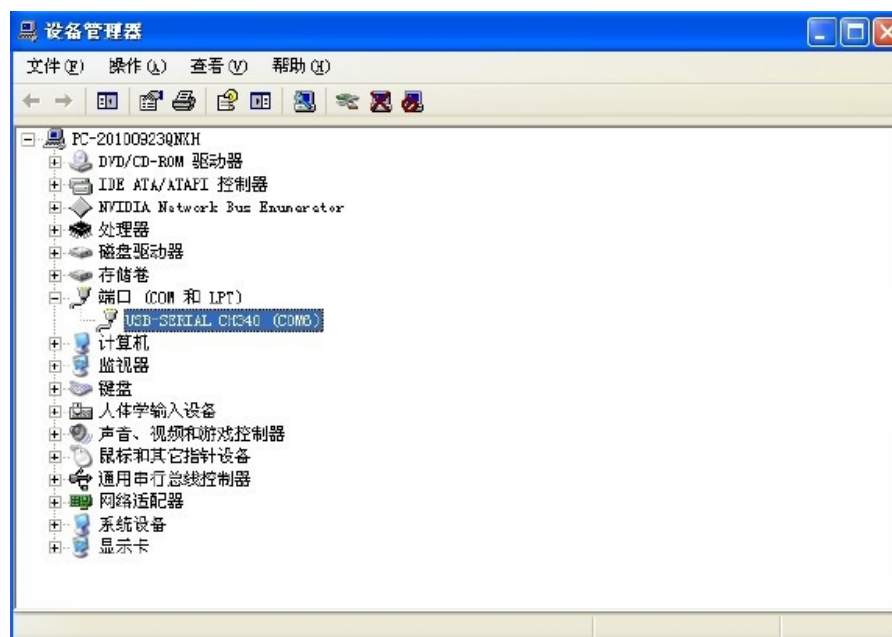 设备管理器
文件(F) 操作(A) 查看(V) 帮助(H)
PC-20100923QNXH
DVD/CD-ROM 驱动器
IDE ATA/ATAPI 控制器
NVIDIA Network Bus Enumerator
处理器
磁盘驱动器
存储卷
端口 (COM 和 LPT)
USB-SERIAL CH340 (COM6)
计算机
监视器
键盘
人体学输入设备
声音、视频和游戏控制器
鼠标和其它指针设备
通用串行总线控制器
网络适配器
系统设备
显示卡